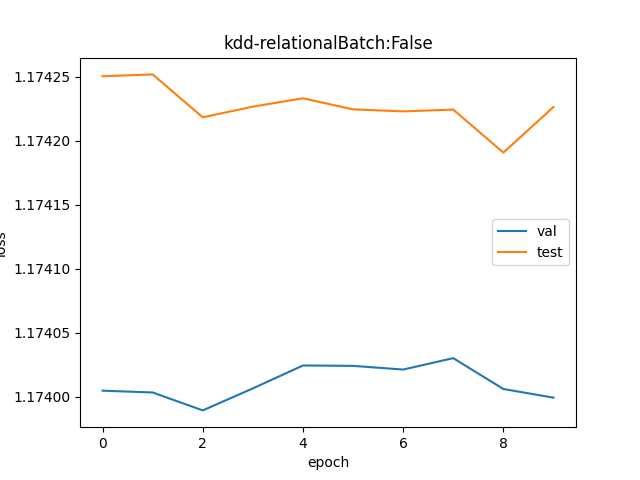 kdd-relationalBatch:False
1.17425
1.17420
1.17415
1.17410
1.17405
1.17400
loss
val
test
0 2 4 6 8
epoch